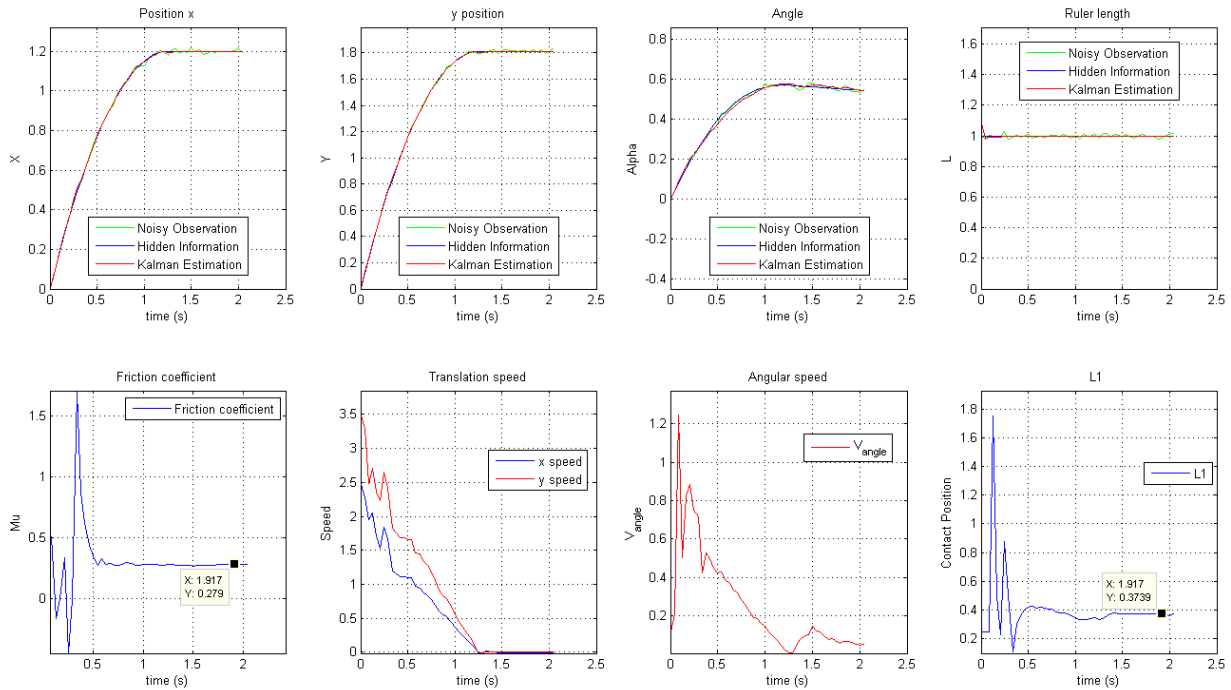 Position x
1.2
1
0.8
0.6
0.4
0.2
0
X
Noisy Observation
Hidden Information
Kalman Estimation
0 0.5 1 1.5 2 2.5
time (s)
y position
1.8
1.6
1.4
1.2
1
0.8
0.6
0.4
0.2
0
Y
Noisy Observation
Hidden Information
Kalman Estimation
0 0.5 1 1.5 2 2.5
time (s)
Angle
0.8
0.6
0.4
0.2
0
-0.2
-0.4
Alpha
Noisy Observation
Hidden Information
Kalman Estimation
0 0.5 1 1.5 2 2.5
time (s)
Ruler length
1.6
1.4
1.2
1
0.8
0.6
0.4
0.2
0
L
Noisy Observation
Hidden Information
Kalman Estimation
0 0.5 1 1.5 2 2.5
time (s)
Friction coefficient
1.5
1
0.5
0
Mu
Friction coefficient
X: 1.917
Y: 0.279
0.5 1 1.5 2
time (s)
Translation speed
3.5
3
2.5
2
1.5
1
0.5
0
Speed
x speed
y speed
0 0.5 1 1.5 2 2.5
time (s)
Angular speed
1.2
1
0.8
0.6
0.4
0.2
V angle
V angle
0 0.5 1 1.5 2 2.5
time (s)
L1
1.8
1.6
1.4
1.2
1
0.8
0.6
0.4
0.2
Contact Position
L1
X: 1.917
Y: 0.3739
0 0.5 1 1.5 2 2.5
time (s)